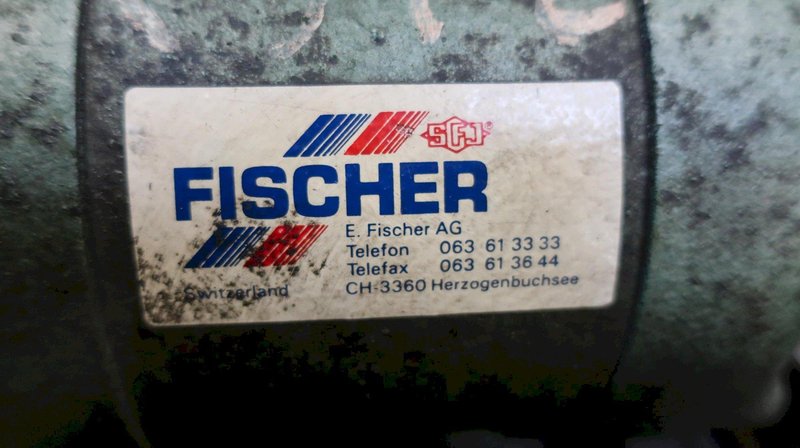 FISCHER
E. Fischer AG
Telefon 063 61 33 33
Telefax 063 61 36 44
CH-3360 Herzogenbuchsee
Switzerland